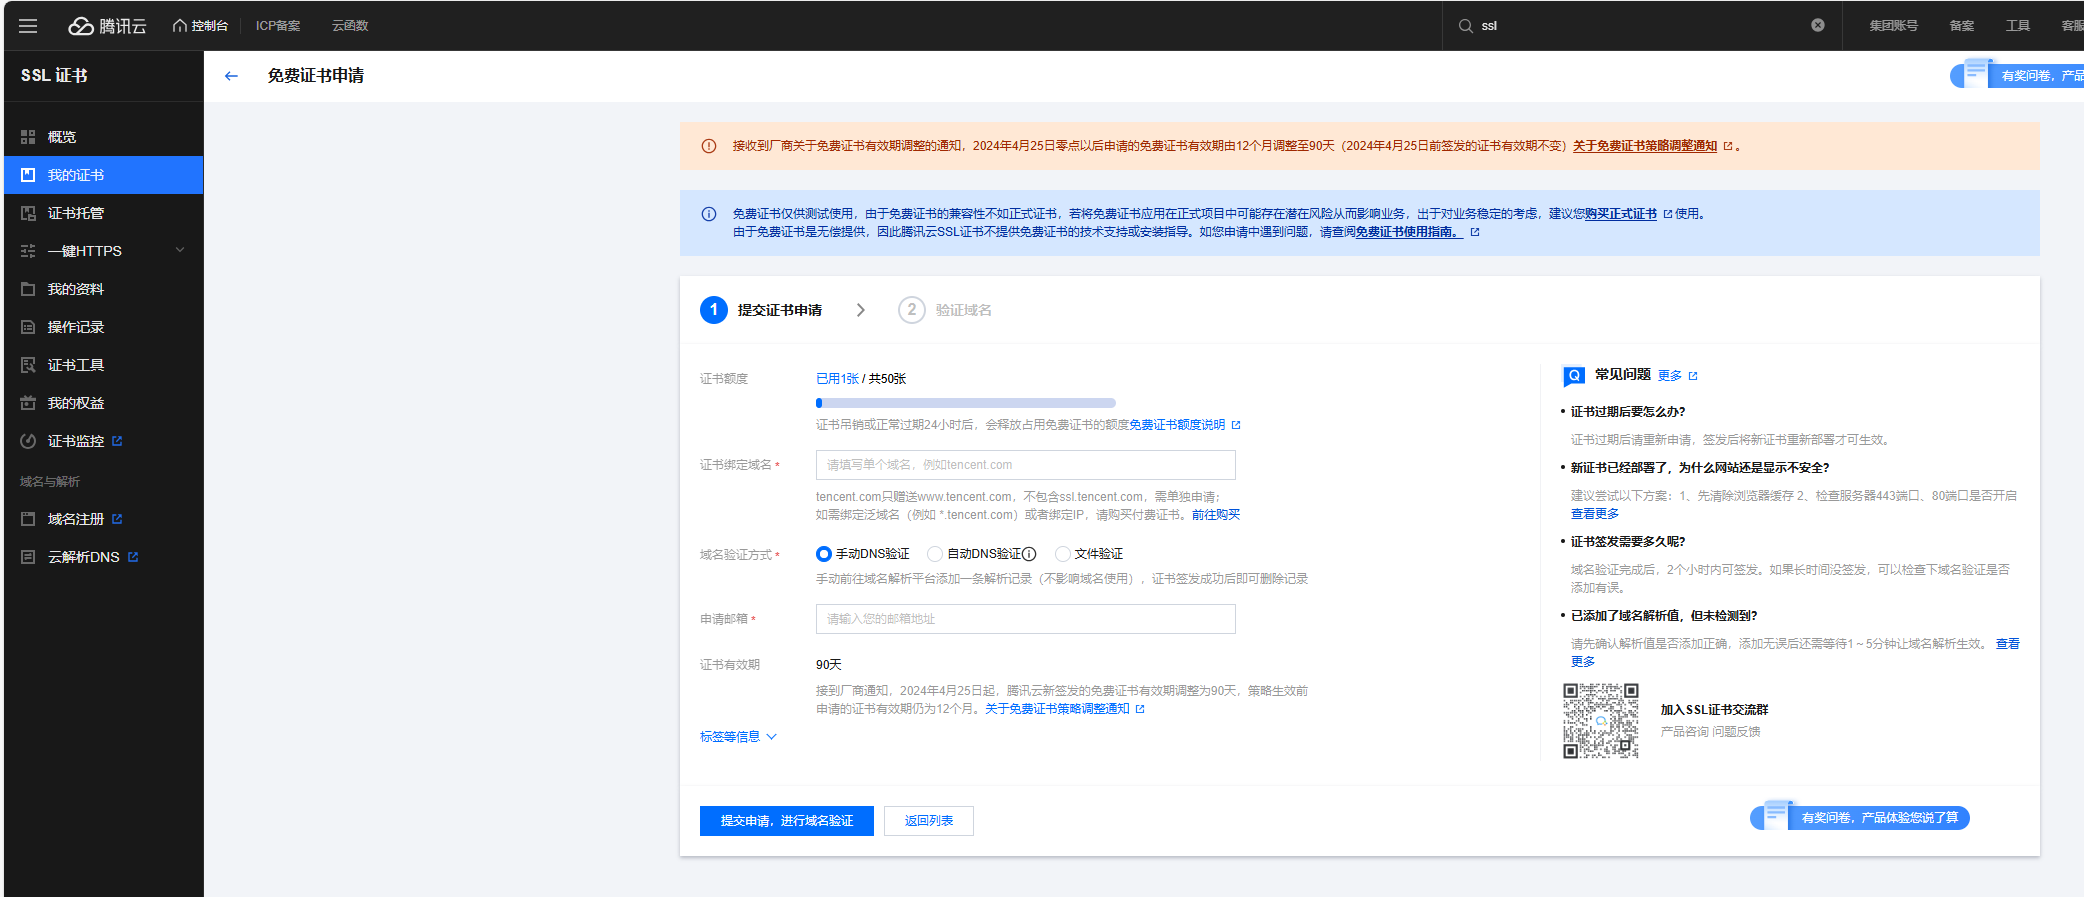 腾讯云
控制台
ICP备案
云函数
ssl
集团账号
备案
工具
客服
SSL 证书
免费证书申请
有奖问卷，产品
概览
我的证书
证书托管
一键HTTPS
我的资料
操作记录
证书工具
我的权益
证书监控
域名与解析
域名注册
云解析DNS
接收到厂商关于免费证书有效期调整的通知，2024年4月25日零点以后申请的免费证书有效期由12个月调整至90天（2024年4月25日前签发的证书有效期不变）关于免费证书策略调整通知 。
免费证书仅供测试使用，由于免费证书的兼容性不如正式证书，若将免费证书应用在正式项目中可能存在潜在风险从而影响业务，出于对业务稳定的考虑，建议您购买正式证书 使用。
由于免费证书是无偿提供，因此腾讯云SSL证书不提供免费证书的技术支持或安装指导。如您申请中遇到问题，请查阅免费证书使用指南。
1 提交证书申请
2 验证域名
证书额度
已用1张 / 共50张
证书吊销或正常过期24小时后，会释放占用免费证书的额度免费证书额度说明
证书绑定域名 *
请填写单个域名，例如tencent.com
tencent.com只赠送www.tencent.com，不包含ssl.tencent.com，需单独申请；
如需绑定泛域名（例如 *.tencent.com）或者绑定IP，请购买付费证书。前往购买
域名验证方式 *
手动DNS验证
自动DNS验证
文件验证
手动前往域名解析平台添加一条解析记录（不影响域名使用），证书签发成功后即可删除记录
申请邮箱 *
请输入您的邮箱地址
证书有效期
90天
接到厂商通知，2024年4月25日起，腾讯云新签发的免费证书有效期调整为90天，策略生效前
申请的证书有效期仍为12个月。关于免费证书策略调整通知
标签等信息
提交申请，进行域名验证
返回列表
Q 常见问题 更多
• 证书过期后要怎么办?
证书过期后请重新申请，签发后将新证书重新部署才可生效。
• 新证书已经部署了，为什么网站还是显示不安全?
建议尝试以下方案：1、先清除浏览器缓存 2、检查服务器443端口、80端口是否开启
查看更多
• 证书签发需要多久呢?
域名验证完成后，2个小时内可签发。如果长时间没签发，可以检查下域名验证是否
添加有误。
• 已添加了域名解析值，但未检测到?
请先确认解析值是否添加正确，添加无误后还需等待1～5分钟让域名解析生效。 查看
更多
加入SSL证书交流群
产品咨询 问题反馈
有奖问卷，产品体验您说了算